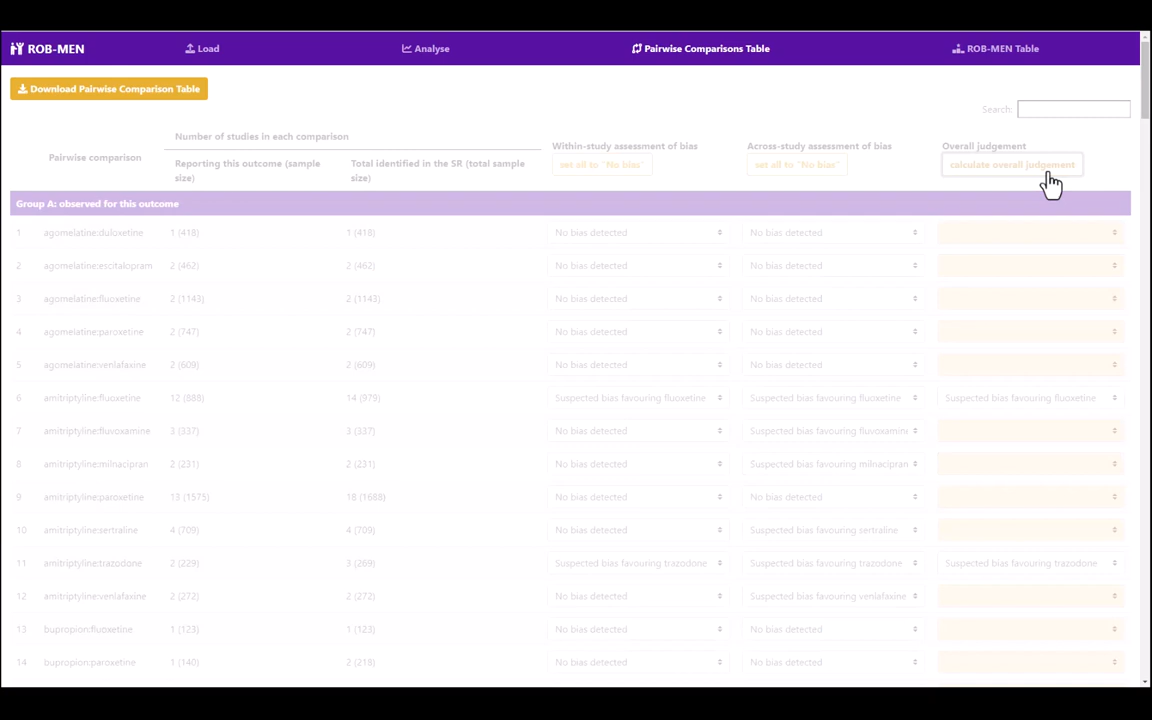 ROB-MEN Load Analyse Pairwise Comparisons Table ROB-MEN Table
Download Pairwise Comparison Table
Search:
Number of studies in each comparison
Pairwise comparison
Within-study assessment of bias Across-study assessment of bias Overall judgement
Reporting this outcome (sample size) Total identified in the SR (total sample size)
set all to "No bias" set all to "No bias" calculate overall judgement
Group A: observed for this outcome
1 agomelatine:duloxetine 1 (418) 1 (418) No bias detected No bias detected
2 agomelatine:escitalopram 2 (462) 2 (462) No bias detected No bias detected
3 agomelatine:fluoxetine 2 (1143) 2 (1143) No bias detected No bias detected
4 agomelatine:paroxetine 2 (747) 2 (747) No bias detected No bias detected
5 agomelatine:venlafaxine 2 (609) 2 (609) No bias detected No bias detected
6 amitriptyline:fluoxetine 12 (888) 14 (979) Suspected bias favouring fluoxetine Suspected bias favouring fluoxetine Suspected bias favouring fluoxetine
7 amitriptyline:fluvoxamine 3 (337) 3 (337) No bias detected Suspected bias favouring fluvoxamine
8 amitriptyline:milnacipran 2 (231) 2 (231) No bias detected Suspected bias favouring milnacipran
9 amitriptyline:paroxetine 13 (1575) 18 (1688) No bias detected No bias detected
10 amitriptyline:sertraline 4 (709) 4 (709) No bias detected Suspected bias favouring sertraline
11 amitriptyline:trazodone 2 (229) 3 (269) Suspected bias favouring trazodone Suspected bias favouring trazodone Suspected bias favouring trazodone
12 amitriptyline:venlafaxine 2 (272) 2 (272) No bias detected Suspected bias favouring venlafaxine
13 bupropion:fluoxetine 1 (123) 1 (123) No bias detected No bias detected
14 bupropion:paroxetine 1 (140) 2 (218) No bias detected No bias detected